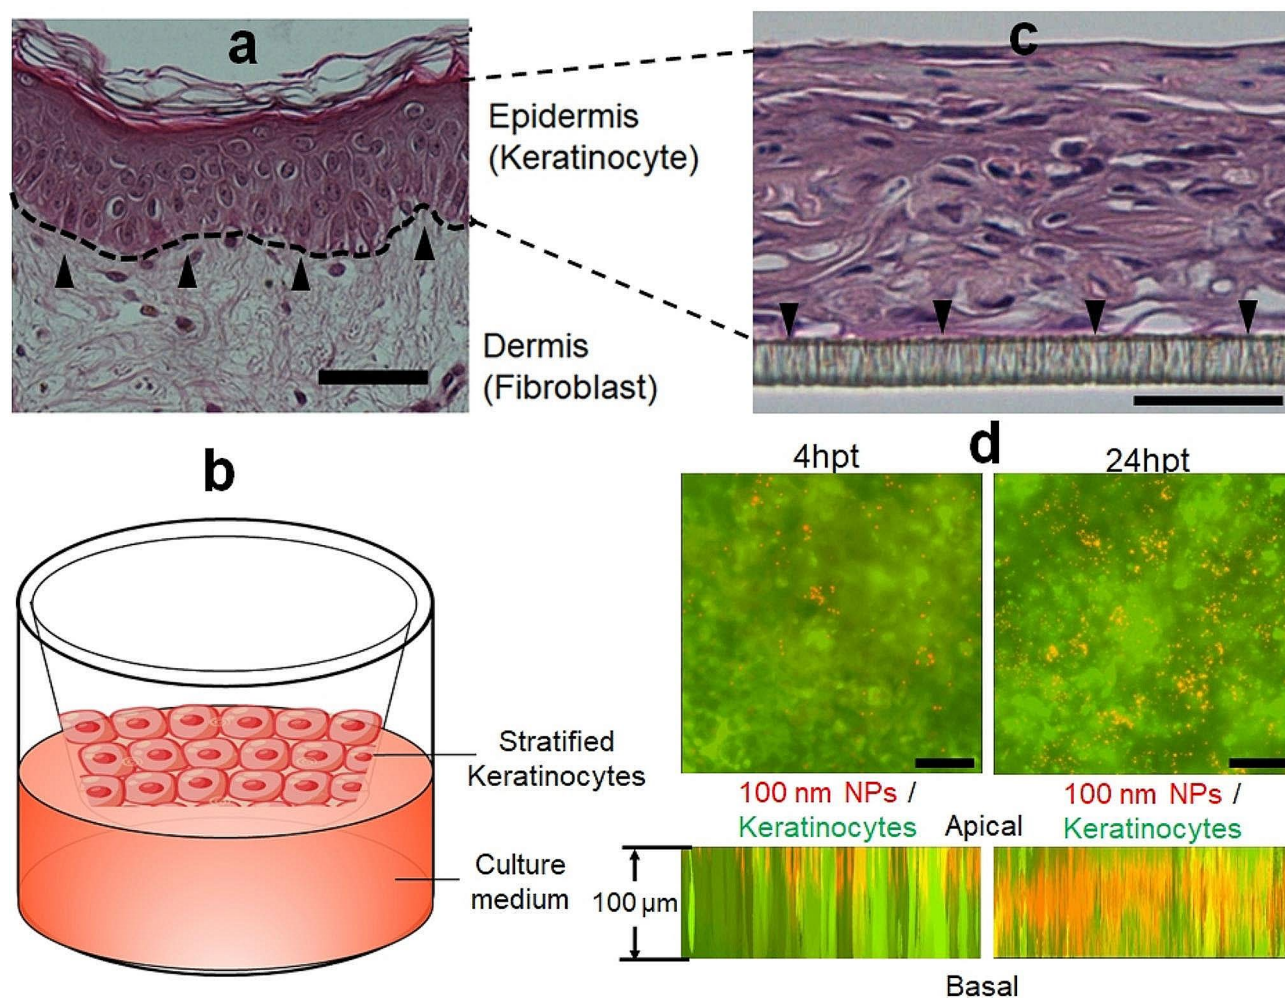 a
Epidermis
(Keratinocyte)
Dermis
(Fibroblast)
c
b
Stratified
Keratinocytes
Culture
medium
d
4hpt
24hpt
100 nm NPs /
Keratinocytes
100 nm NPs /
Keratinocytes
Apical
100 µm
Basal